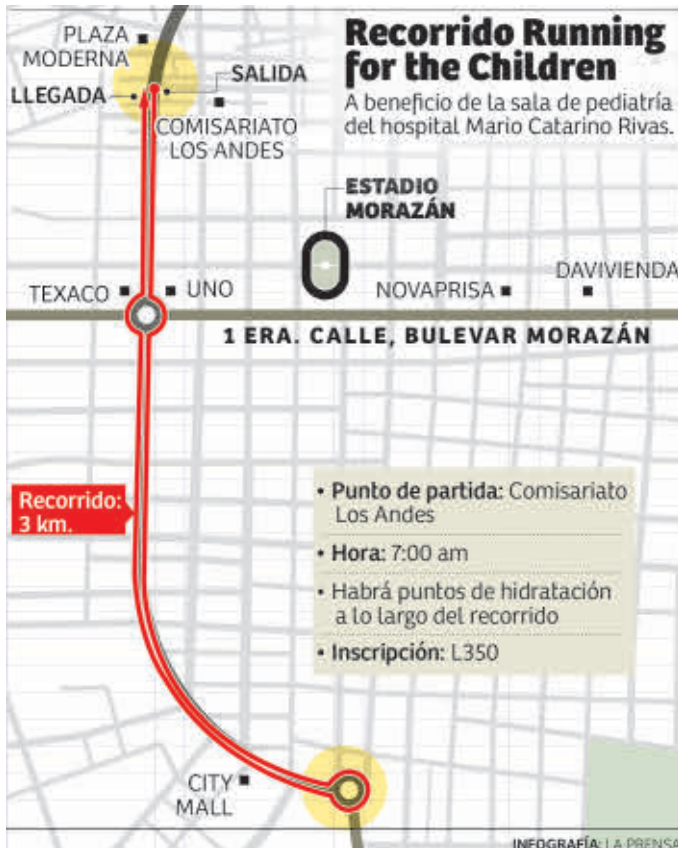 Recorrido Running
for the Children
A beneficio de la sala de pediatría
del hospital Mario Catarino Rivas.
PLAZA
MODERNA
SALIDA
LLEGADA
COMISARIATO
LOS ANDES
ESTADIO
MORAZÁN
TEXACO
UNO
NOVAPRISA
DAVIVIENDA
1 ERA. CALLE, BULEVAR MORAZÁN
Recorrido:
3 km.
• Punto de partida: Comisariato
Los Andes
• Hora: 7:00 am
• Habrá puntos de hidratación
a lo largo del recorrido
• Inscripción: L350
CITY
MALL
INFOGRAFÍA: LA PRENSA